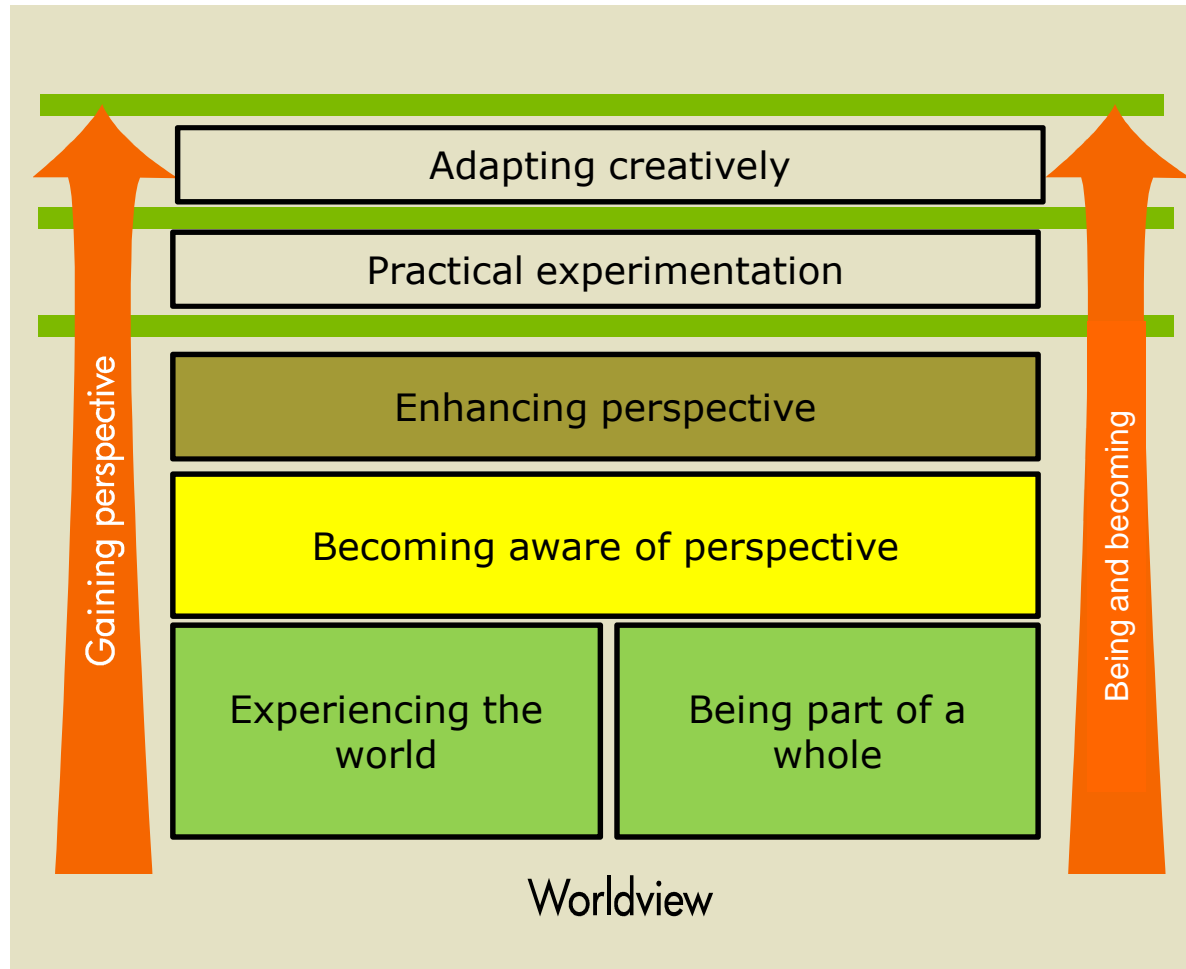 Adapting creatively
Practical experimentation
Enhancing perspective
Becoming aware of perspective
Experiencing the
world
Being part of a
whole
Gaining perspective
Being and becoming
Worldview